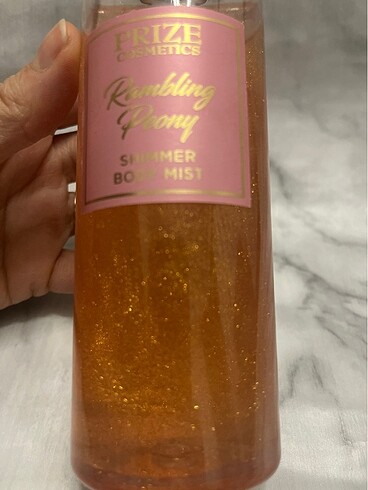 PRIZE
COSMETICS
Rambling
Peony
SHIMMER
BODY MIST